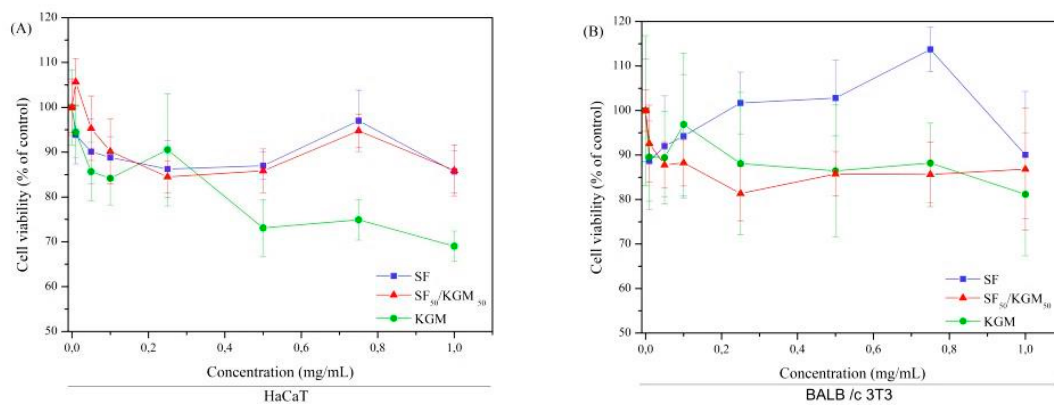 (A)
Cell viability (% of control)
120
110
100
90
80
70
60
50
SF
SF50/KGM 50
KGM
0,0 0,2 0,4 0,6 0,8 1,0
Concentration (mg/mL)
HaCaT
(B)
Cell viability (% of control)
120
110
100
90
80
70
60
50
SF
SF50/KGM50
KGM
0,0 0,2 0,4 0,6 0,8 1,0
Concentration (mg/mL)
BALB /c 3T3